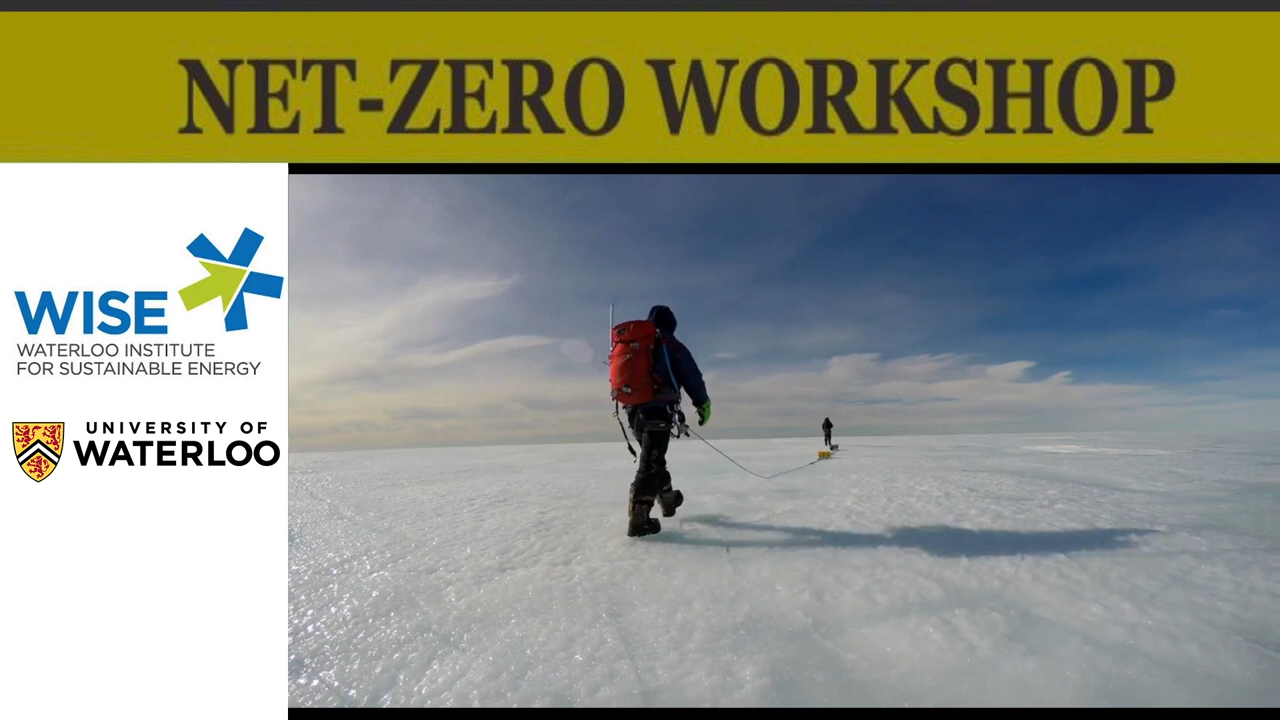 NET-ZERO WORKSHOP
WISE
WATERLOO INSTITUTE
FOR SUSTAINABLE ENERGY
UNIVERSITY OF
WATERLOO